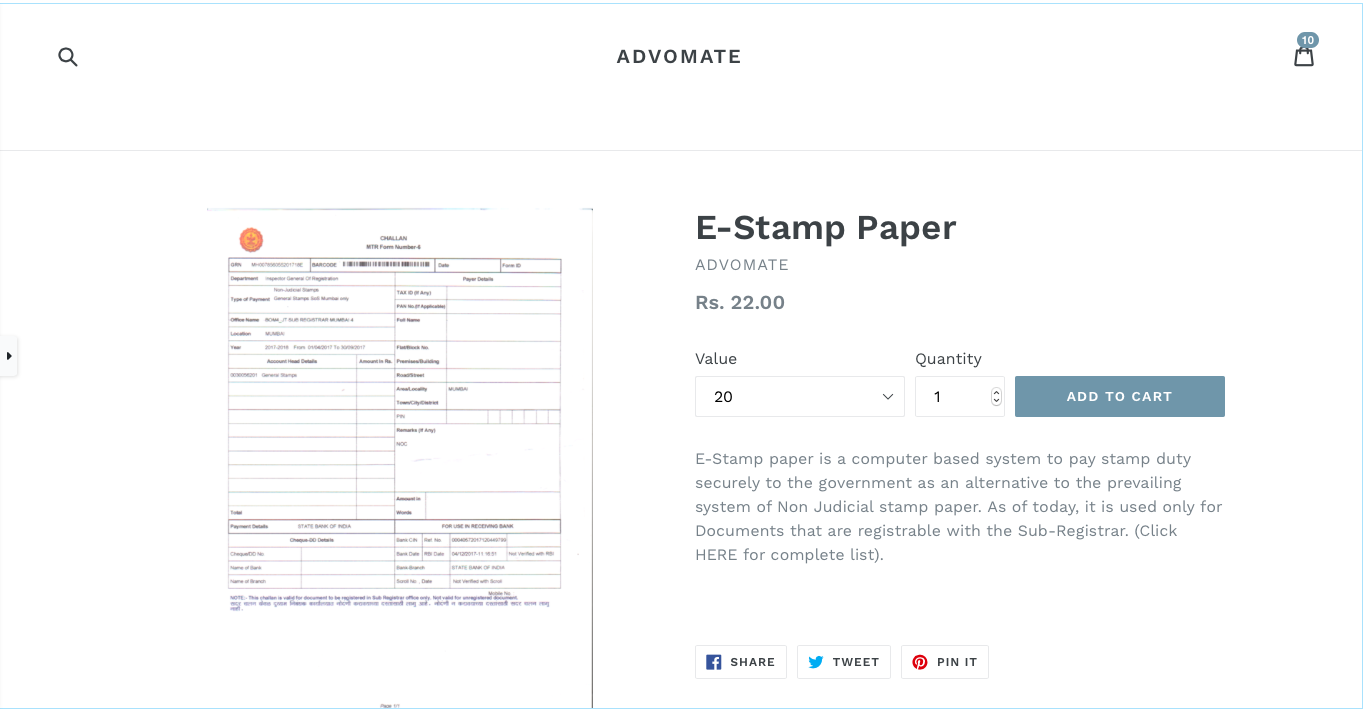 10
ADVOMATE
E-Stamp Paper
ADVOMATE
Rs. 22.00
Value
Quantity
20
1
ADD TO CART
E-Stamp paper is a computer based system to pay stamp duty
securely to the government as an alternative to the prevailing
system of Non Judicial stamp paper. As of today, it is used only for
Documents that are registrable with the Sub-Registrar. (Click
HERE for complete list).
SHARE
TWEET
PIN IT
CHALLAN
MTR Form Number-6
GRN
BARCODE
Date
Form ID
Department
Inspector General Of Registration
Payer Details
Non-Judicial Stamps
Type of Payment
General Stamps SoS Mumbai only
TAX ID (If Any)
PAN No.(If Applicable)
Office Name
SUB REGISTRAR MUMBAI 4
Full Name
Location
MUMBAI
Year
2017-2018 From 01/04/2017 To
Flat/Block No.
Account Head Details
Amount In Rs.
Premises/Building
General Stamps
Road/Street
Area/Locality
MUMBAI
Town/City/District
PIN
Remarks (If Any)
NOC
Amount In
Total
Words
Payment Details
STATE BANK OF INDIA
FOR USE IN RECEIVING BANK
Cheque-DD Details
Bank CIN
Ref. No.
Cheque/DD No
Bank Date
RBI Date
Not Verified with RBI
Name of Bank
Bank-Branch
STATE BANK OF INDIA
Name of Branch
Scroll No. , Date
Not Verified with Scroll
Mobile No.
NOTE:- This challan is valid for document to be registered in Sub Registrar office only. Not valid for unregistered document.
Page 1/1